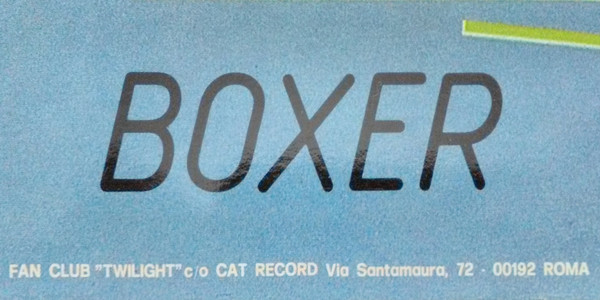 BOXER
FAN CLUB "TWILIGHT" c/o CAT RECORD Via Santamaura, 72 - 00192 ROMA